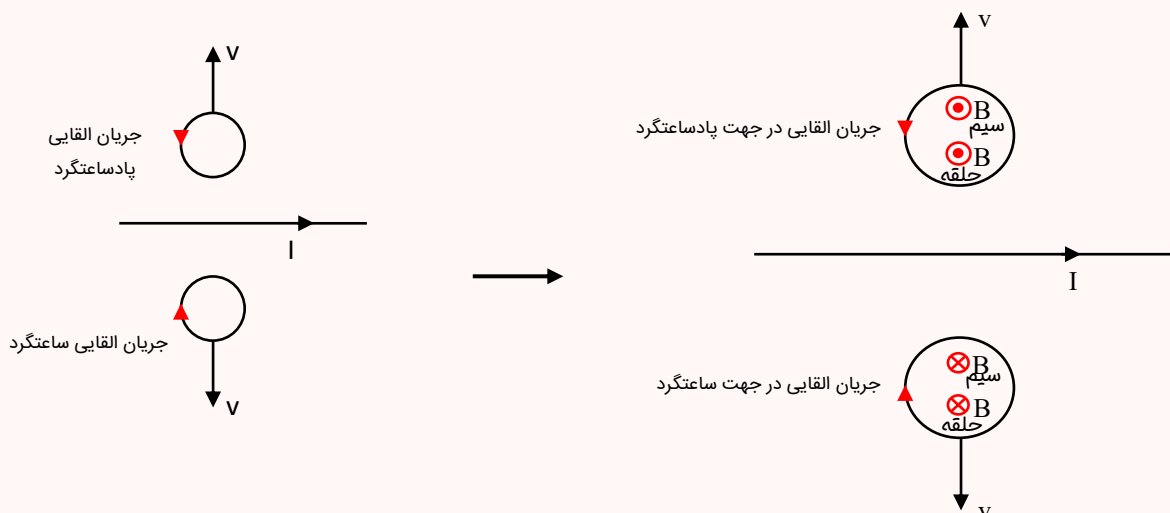 v
جریان القایی
پادساعتگرد
I
جریان القایی ساعتگرد
v
v
B سیم
B حلقه
جریان القایی در جهت پادساعتگرد
I
B سیم
B حلقه
جریان القایی در جهت ساعتگرد
v